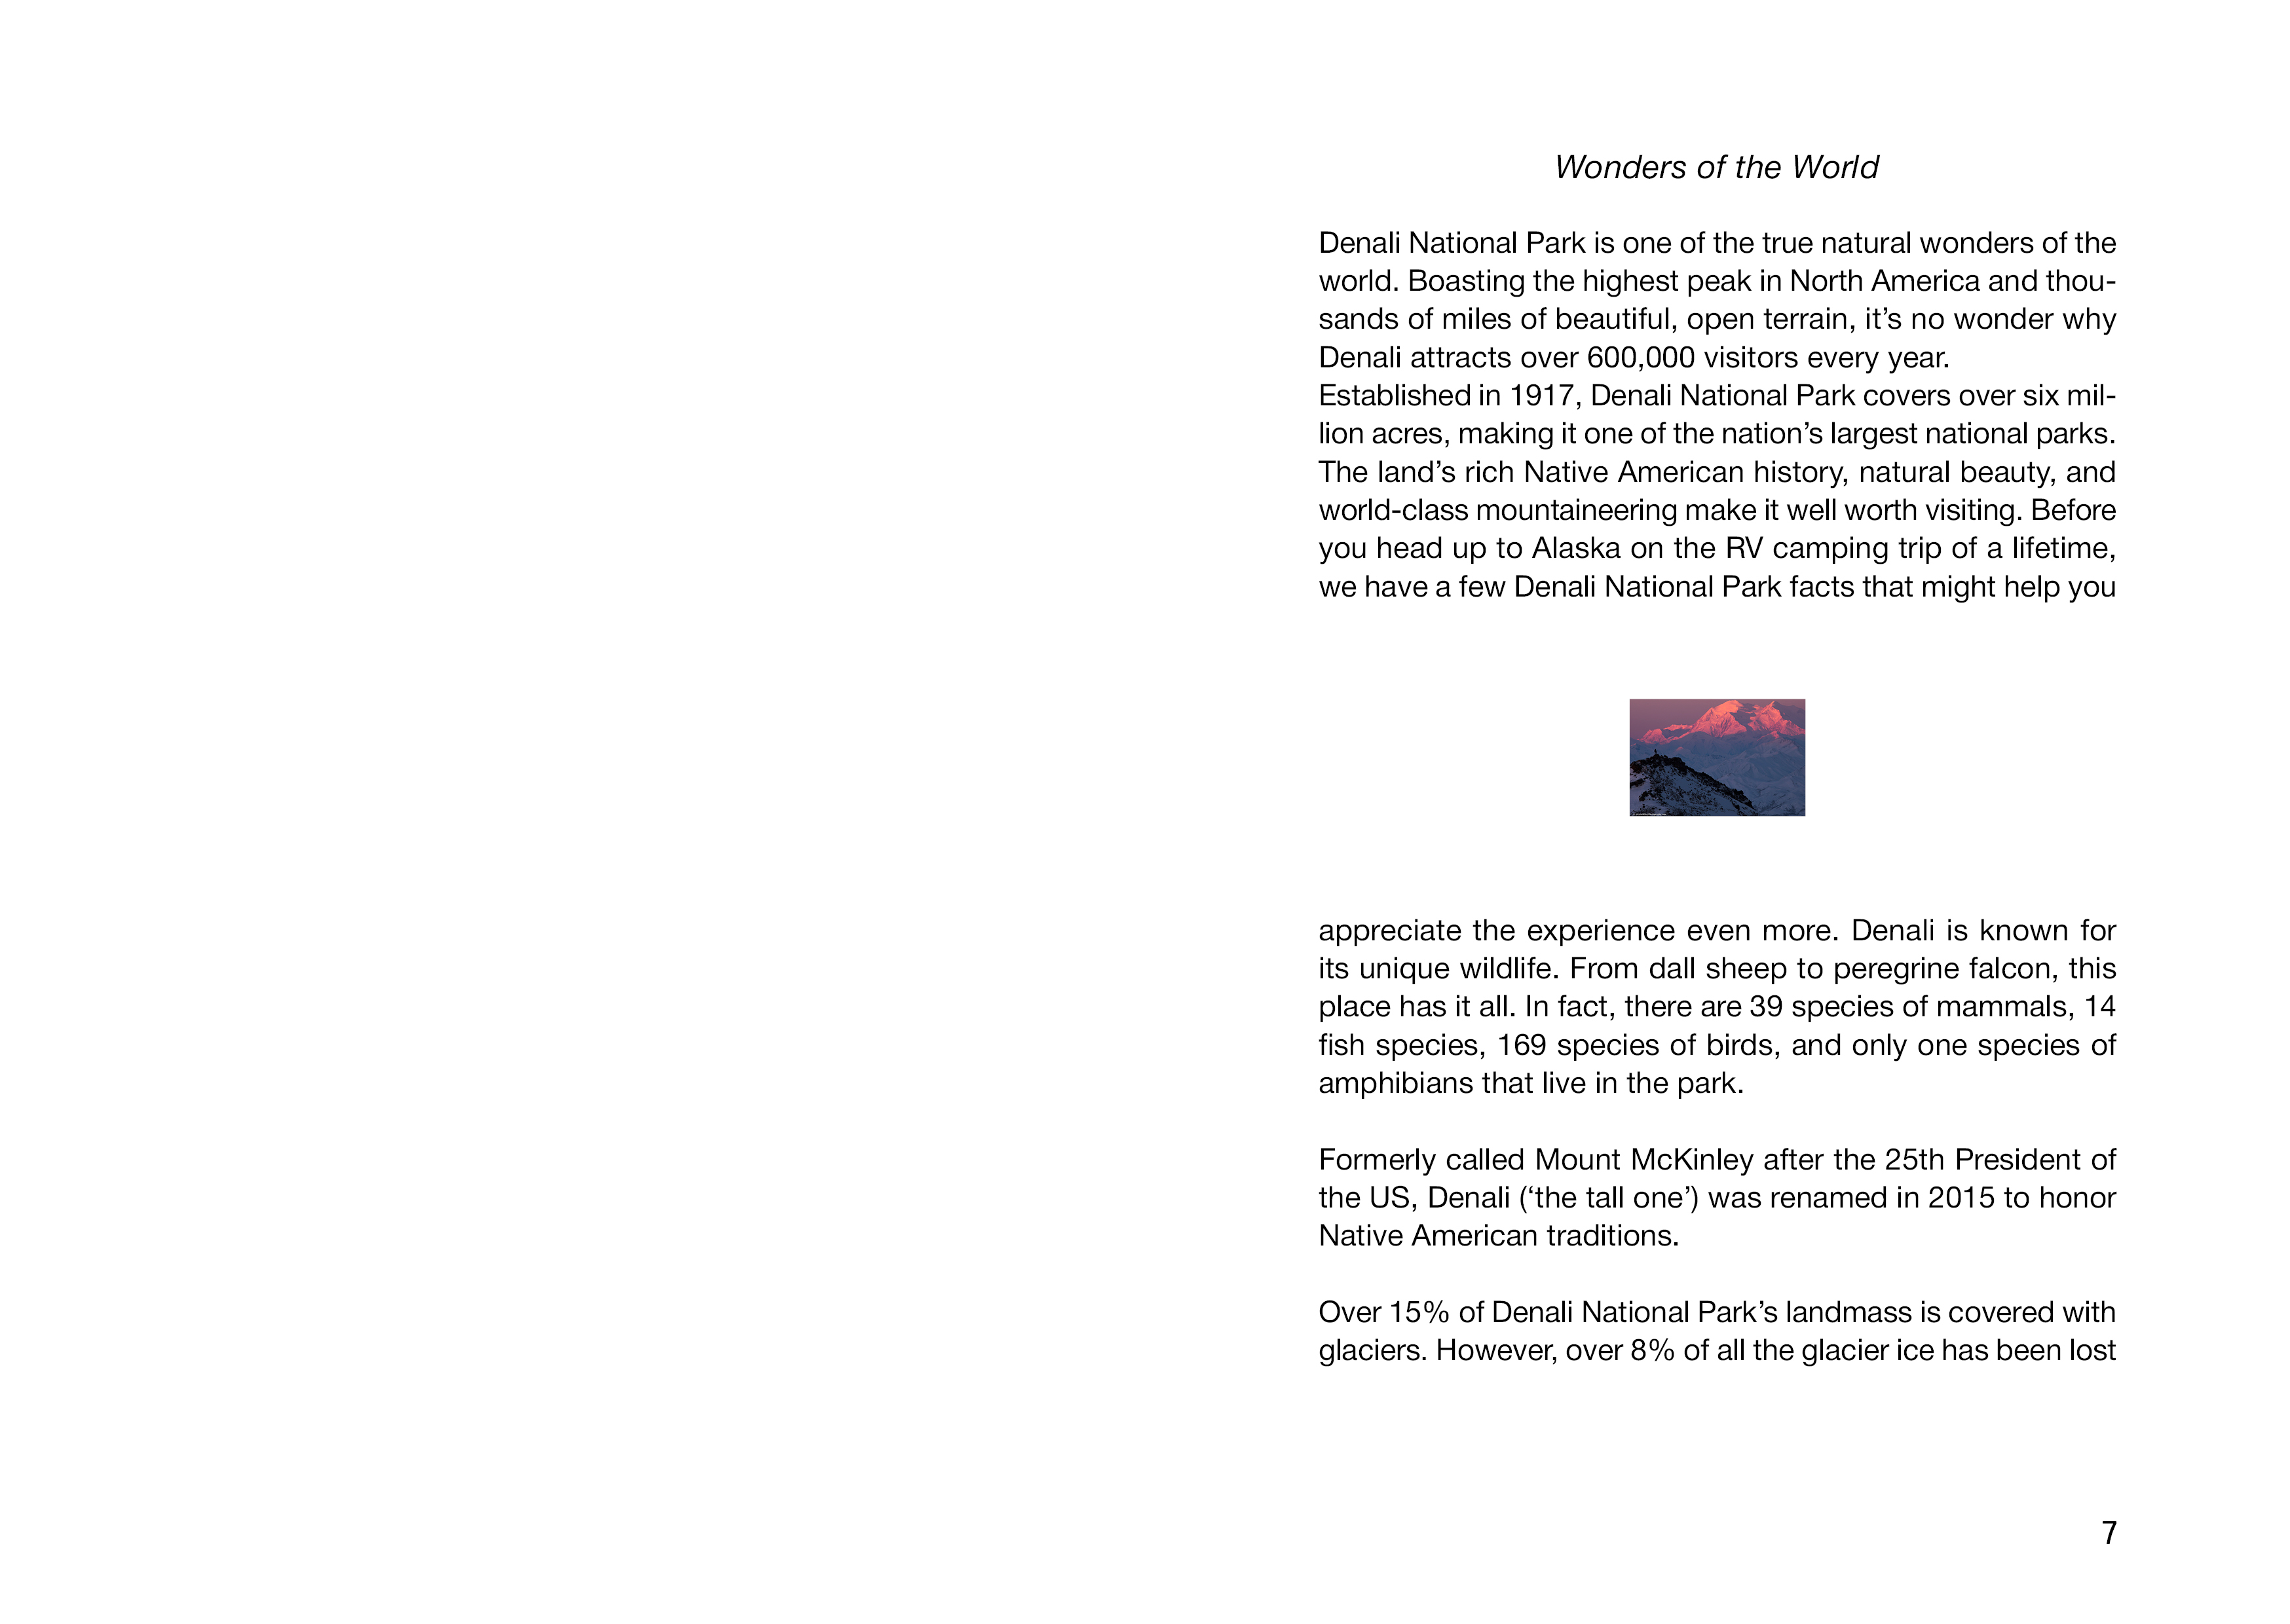 Wonders of the World
Denali National Park is one of the true natural wonders of the
world. Boasting the highest peak in North America and thou-
sands of miles of beautiful, open terrain, it’s no wonder why
Denali attracts over 600,000 visitors every year.
Established in 1917, Denali National Park covers over six mil-
lion acres, making it one of the nation’s largest national parks.
The land’s rich Native American history, natural beauty, and
world-class mountaineering make it well worth visiting. Before
you head up to Alaska on the RV camping trip of a lifetime,
we have a few Denali National Park facts that might help you
appreciate the experience even more. Denali is known for
its unique wildlife. From dall sheep to peregrine falcon, this
place has it all. In fact, there are 39 species of mammals, 14
fish species, 169 species of birds, and only one species of
amphibians that live in the park.
Formerly called Mount McKinley after the 25th President of
the US, Denali (‘the tall one’) was renamed in 2015 to honor
Native American traditions.
Over 15% of Denali National Park’s landmass is covered with
glaciers. However, over 8% of all the glacier ice has been lost
7